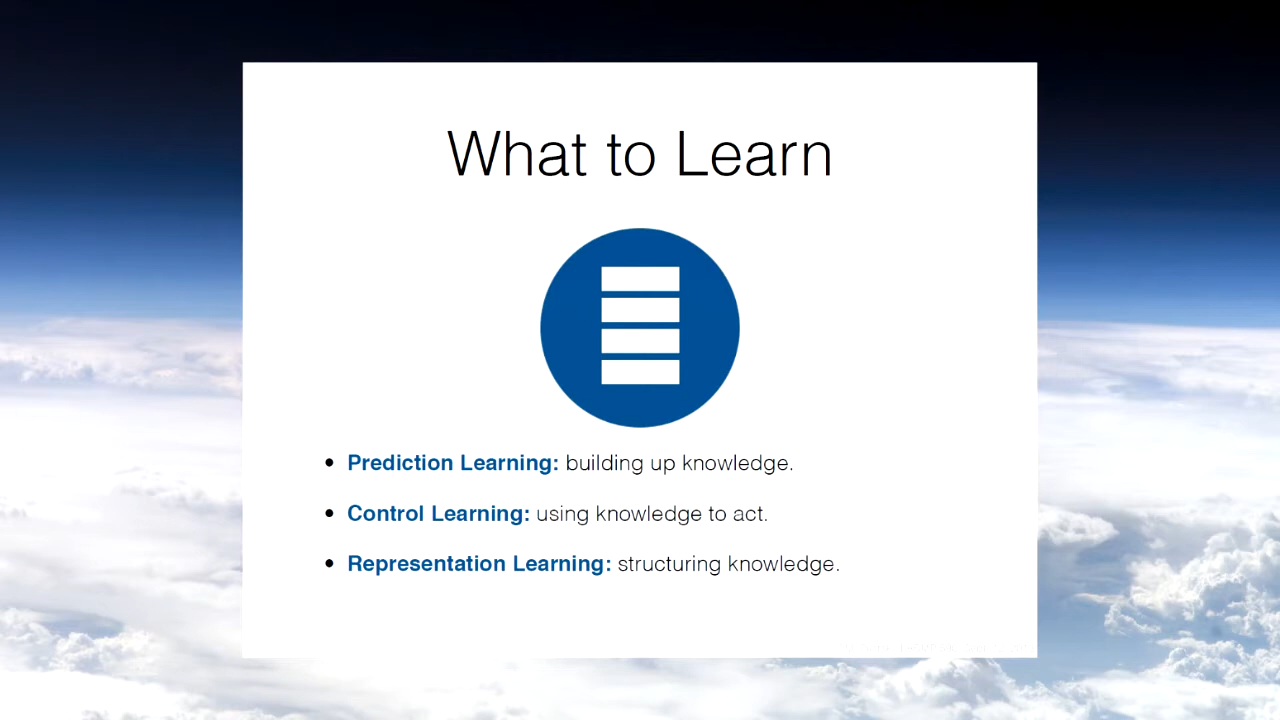 What to Learn
• Prediction Learning: building up knowledge.
• Control Learning: using knowledge to act.
• Representation Learning: structuring knowledge.